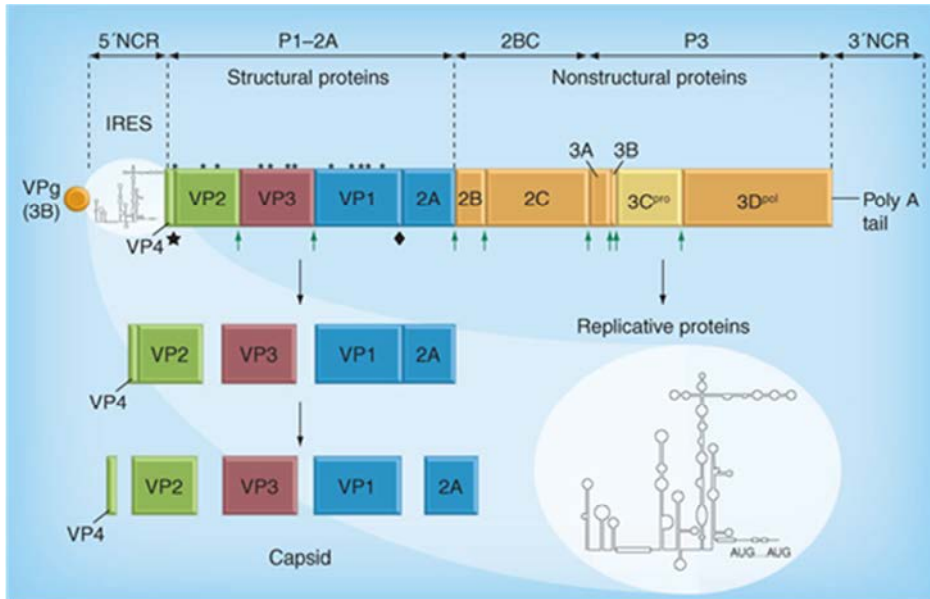 5´NCR P1–2A 2BC P3 3´NCR
Structural proteins Nonstructural proteins
IRES
3A 3B
VPg
(3B)
VP2 VP3 VP1 2A 2B 2C 3Cpro 3Dpol
Poly A
tail
VP4
Replicative proteins
VP2 VP3 VP1 2A
VP4
VP2 VP3 VP1 2A
VP4
Capsid
AUG AUG